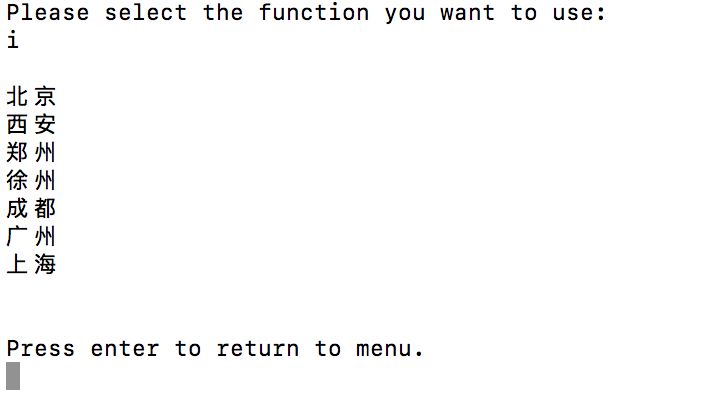 Please select the function you want to use:
i
北京
西安
郑州
徐州
成都
广州
上海
Press enter to return to menu.